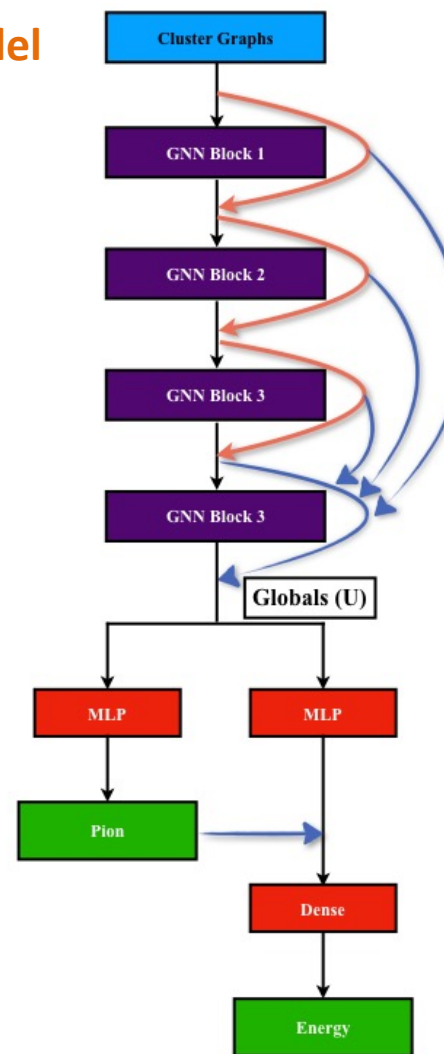 del
Cluster Graphs
GNN Block 1
GNN Block 2
GNN Block 3
GNN Block 3
Globals (U)
MLP
MLP
Pion
Dense
Energy